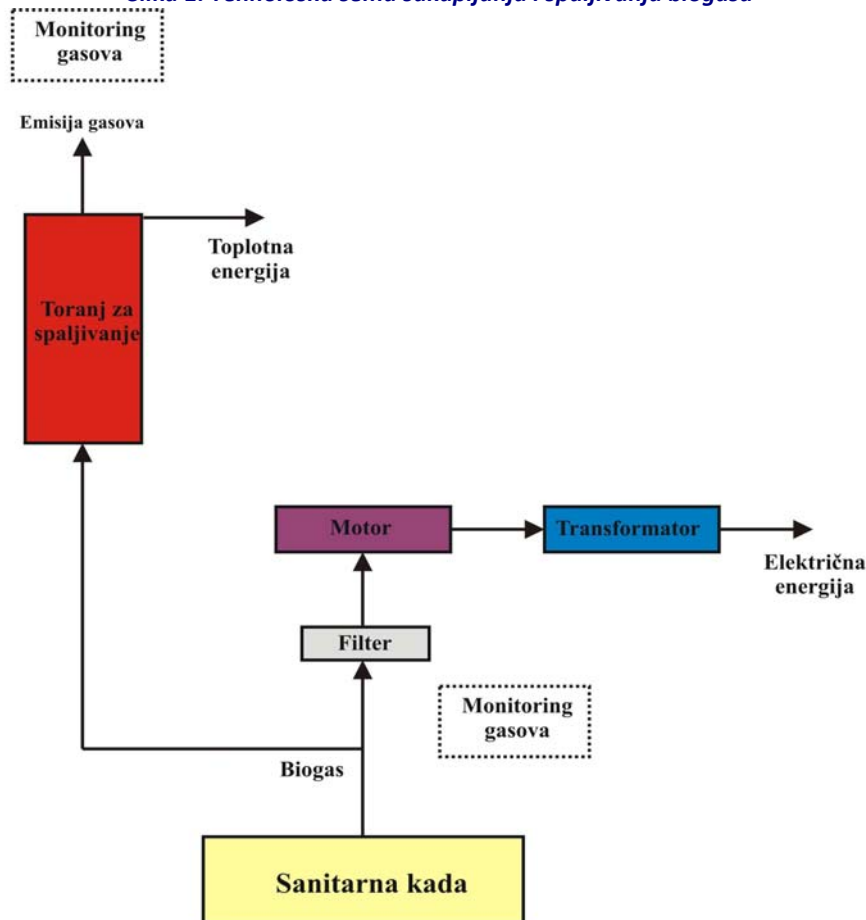 Monitoring
gasova
Emisija gasova
Toplotna
energija
Toranj za
spaljivanje
Motor
Transformator
Električna
energija
Filter
Monitoring
gasova
Biogas
Sanitarna kada